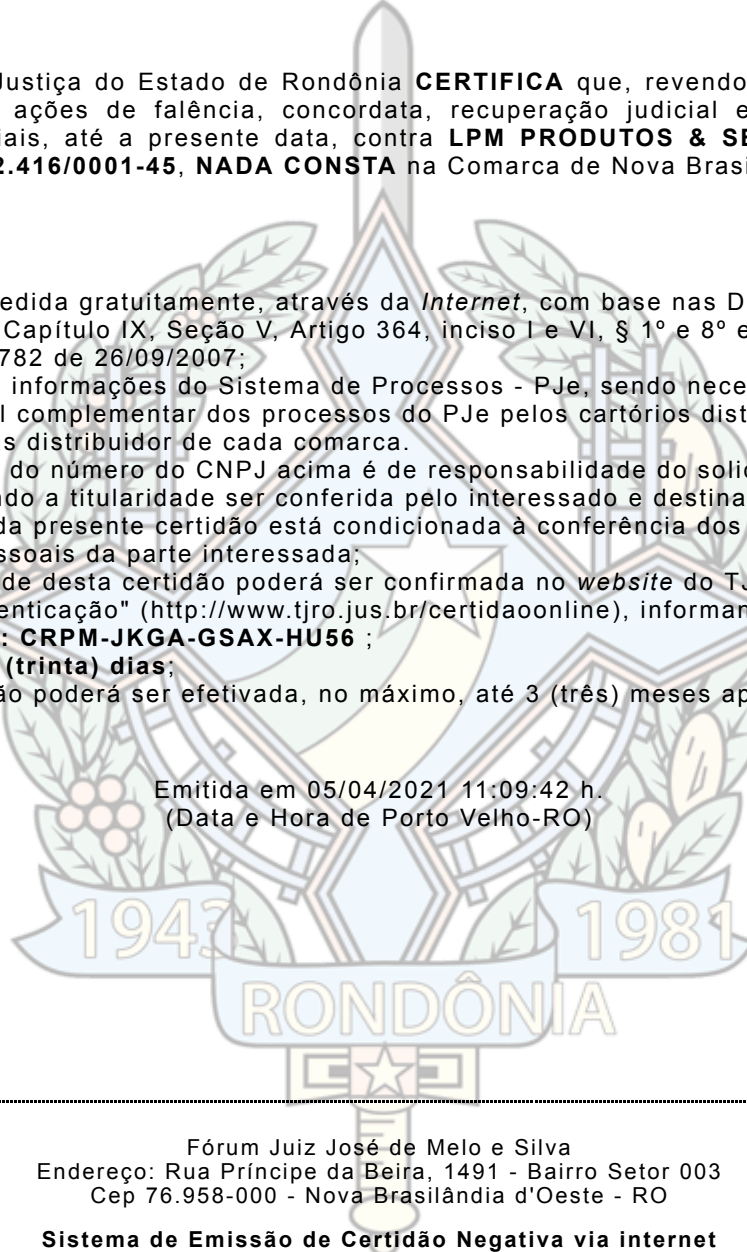 Justiça do Estado de Rondônia CERTIFICA que, revendo
ações de falência, concordata, recuperação judicial e
iais, até a presente data, contra LPM PRODUTOS & SE
2.416/0001-45, NADA CONSTA na Comarca de Nova Brasi
edida gratuitamente, através da Internet, com base nas D
Capítulo IX, Seção V, Artigo 364, inciso I e VI, § 1º e 8º e
782 de 26/09/2007;
informações do Sistema de Processos - PJe, sendo nece
l complementar dos processos do PJe pelos cartórios dist
s distribuidor de cada comarca.
do número do CNPJ acima é de responsabilidade do solic
ndo a titularidade ser conferida pelo interessado e destina
da presente certidão está condicionada à conferência dos
ssoais da parte interessada;
de desta certidão poderá ser confirmada no website do TJ
enticação" (http://www.tjro.jus.br/certidaoonline), informan
: CRPM-JKGA-GSAX-HU56 ;
(trinta) dias;
ão poderá ser efetivada, no máximo, até 3 (três) meses ap
Emitida em 05/04/2021 11:09:42 h.
(Data e Hora de Porto Velho-RO)
1943
1981
RONDÔNIA
Fórum Juiz José de Melo e Silva
Endereço: Rua Príncipe da Beira, 1491 - Bairro Setor 003
Cep 76.958-000 - Nova Brasilândia d'Oeste - RO
Sistema de Emissão de Certidão Negativa via internet